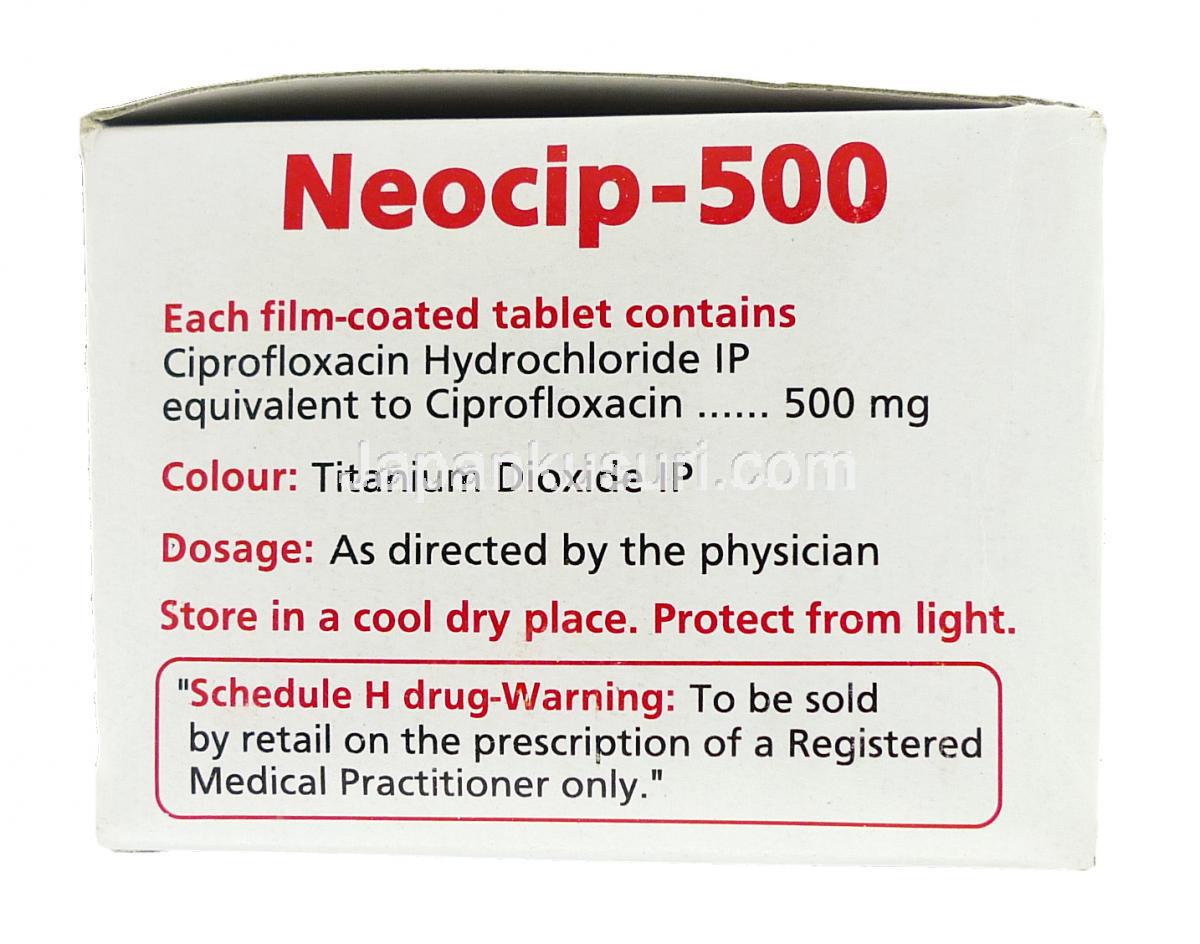 Neocip-500
Each film-coated tablet contains
Ciprofloxacin Hydrochloride IP
equivalent to Ciprofloxacin ...... 500 mg
Japankusuri.com
Colour: Titanium Dioxide IP
Dosage: As directed by the physician
Store in a cool dry place. Protect from light.
"Schedule H drug-Warning: To be sold
by retail on the prescription of a Registered
Medical Practitioner only."